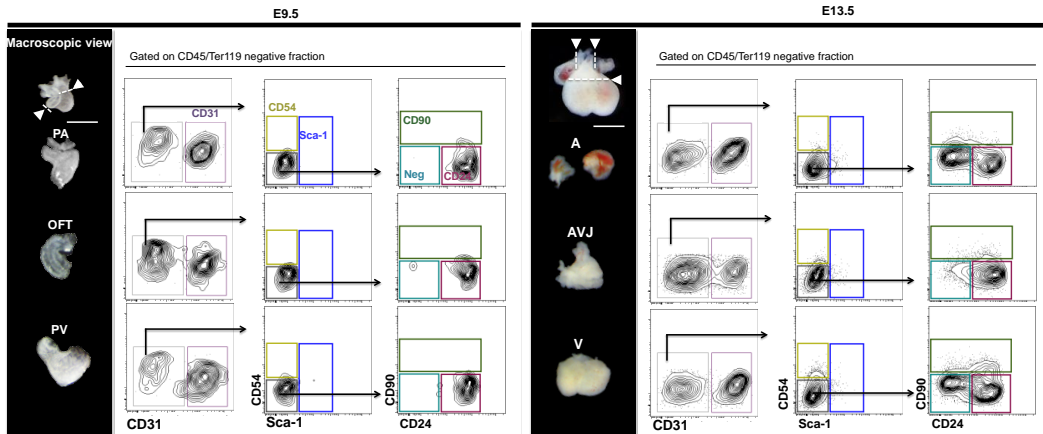 E9.5
E13.5
Macroscopic view
Gated on CD45/Ter119 negative fraction
CD31
CD54
Sca-1
CD90
Neg
PA
OFT
PV
CD31
CD54
Sca-1
CD90
CD24
Gated on CD45/Ter119 negative fraction
A
AVJ
V
CD31
CD54
Sca-1
CD90
CD24